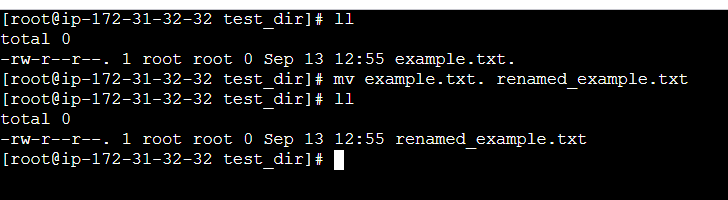 [root@ip-172-31-32-32 test_dir]# ll
total 0
-rw-r--r--. 1 root root 0 Sep 13 12:55 example.txt.
[root@ip-172-31-32-32 test_dir]# mv example.txt. renamed_example.txt
[root@ip-172-31-32-32 test_dir]# ll
total 0
-rw-r--r--. 1 root root 0 Sep 13 12:55 renamed_example.txt
[root@ip-172-31-32-32 test_dir]#